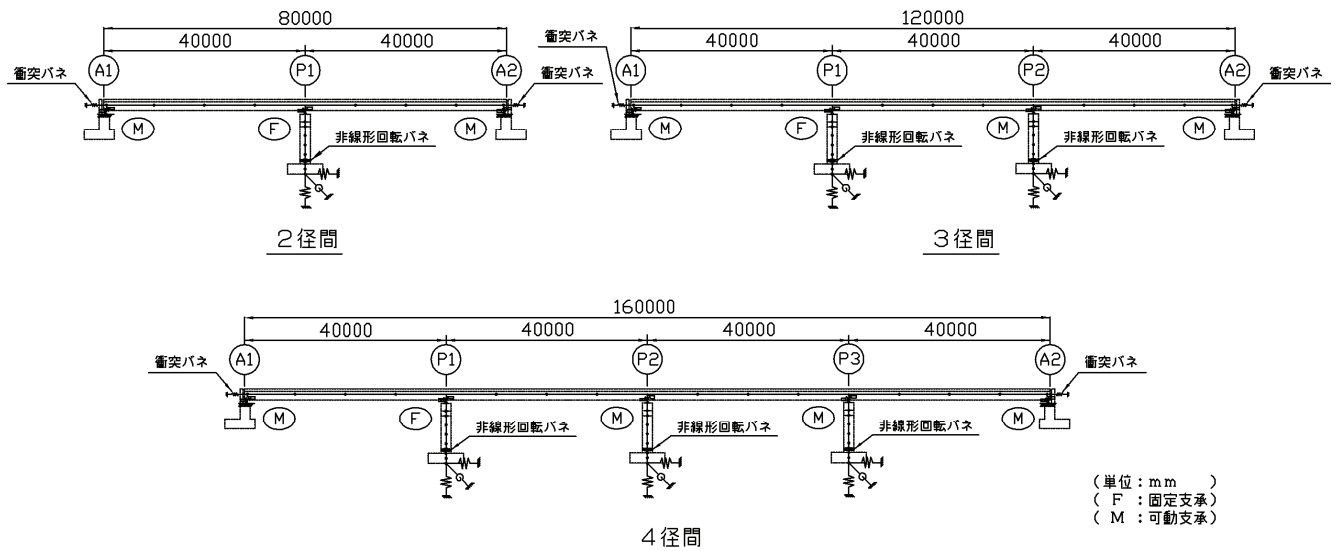 80000
40000 40000
A1 P1 A2
衝突バネ 衝突バネ
M F M
非線形回転バネ
2径間
120000
40000 40000 40000
衝突バネ
A1 P1 P2 A2
衝突バネ
M F M M
非線形回転バネ 非線形回転バネ
3径間
160000
40000 40000 40000 40000
A1 P1 P2 P3 A2
衝突バネ 衝突バネ
M F M M M
非線形回転バネ 非線形回転バネ 非線形回転バネ
4径間
(単位:mm )
( F :固定支承)
( M :可動支承)